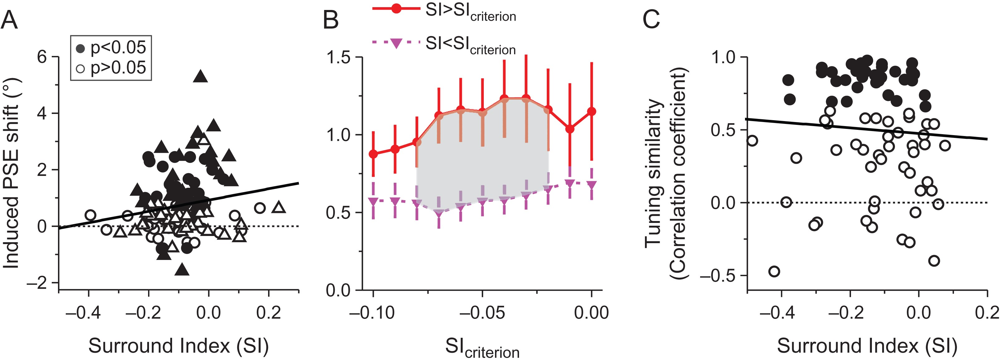 A
p<0.05
p>0.05
Induced PSE shift (°)
6
4
2
0
–2
–0.4
–0.2
0.0
0.2
Surround Index (SI)
B
SI>SIcriterion
SI<SIcriterion
1.5
1.0
0.5
0.0
–0.10
–0.05
0.00
SIcriterion
C
Tuning similarity
(Correlation coefficient)
1.0
0.5
0.0
–0.5
–0.4
–0.2
0.0
0.2
Surround Index (SI)